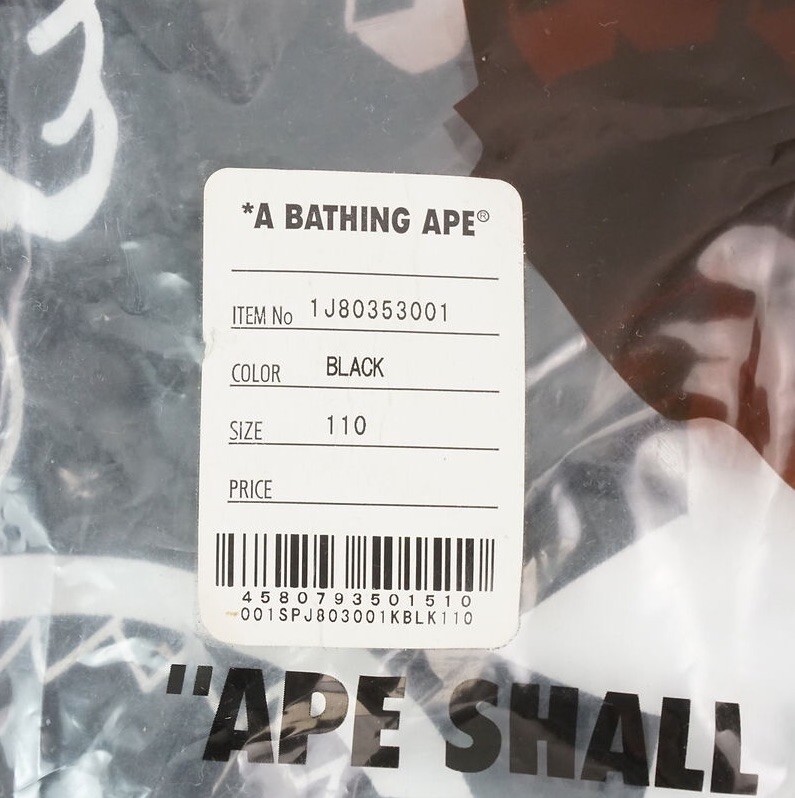 *A BATHING APE®
ITEM No 1J80353001
COLOR BLACK
SIZE 110
PRICE
4580793501510
001SPJ803001KBLK110
"APE SHALL